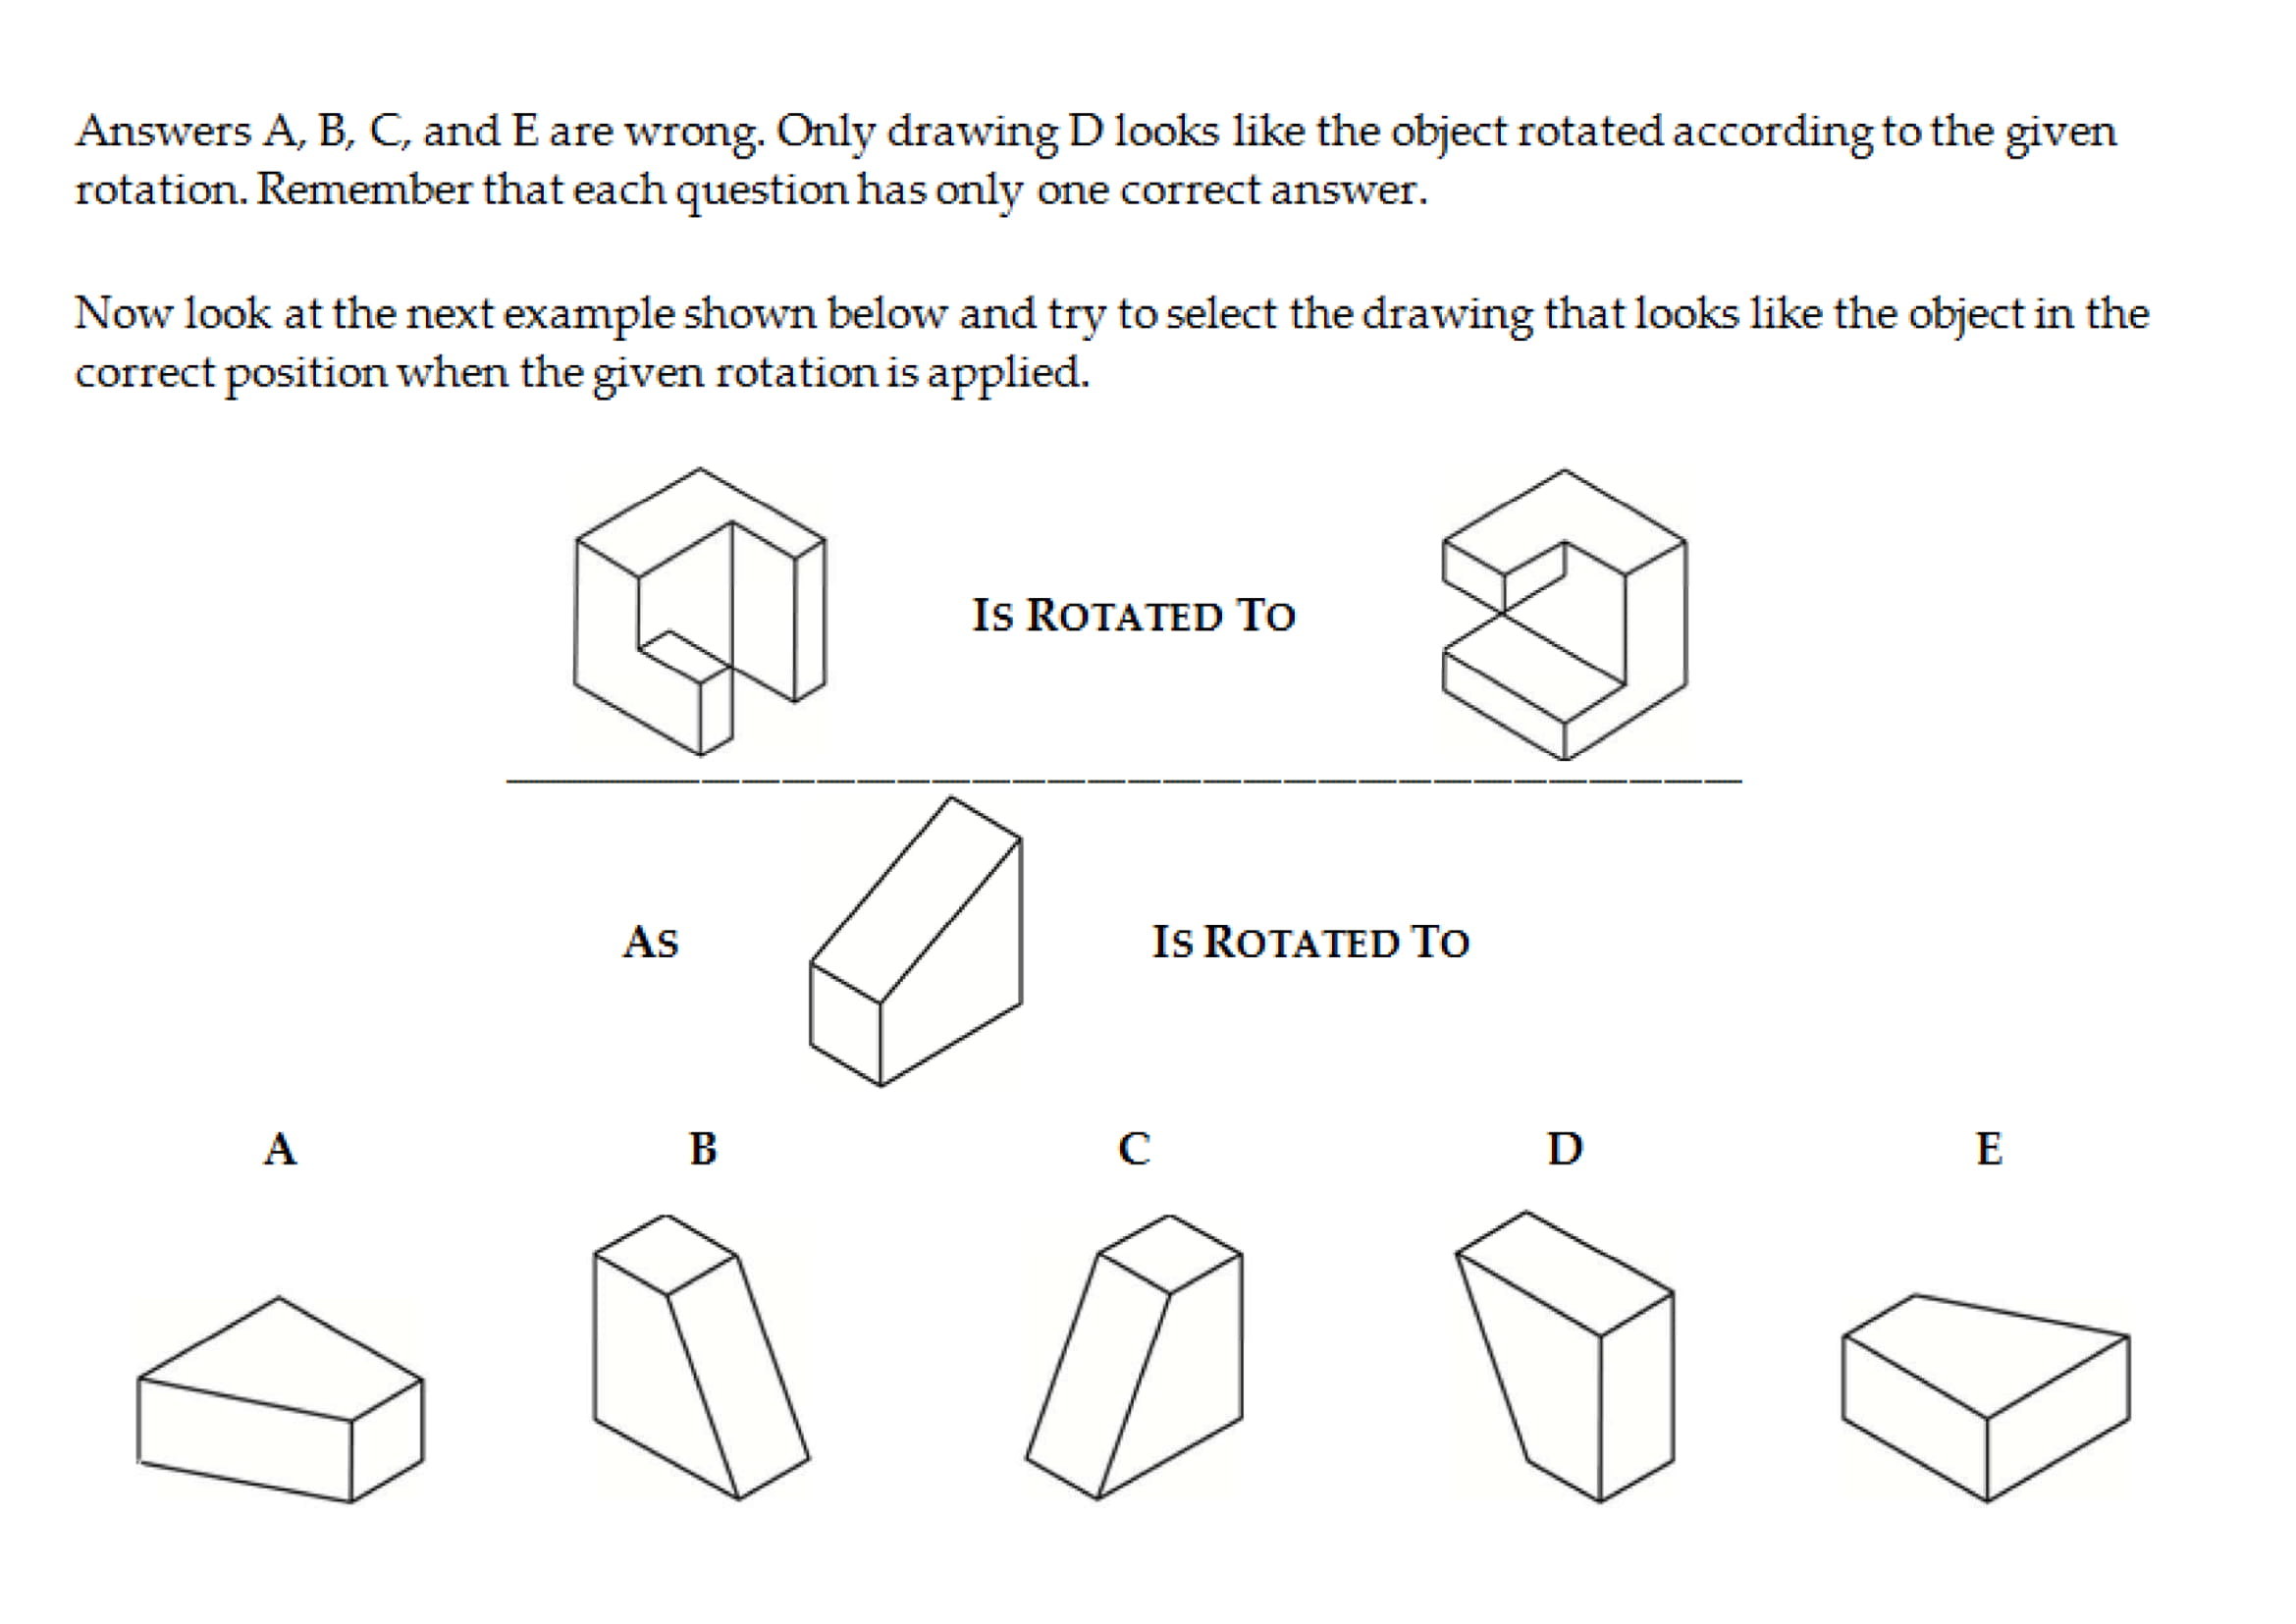 Answers A, B, C, and E are wrong. Only drawing D looks like the object rotated according to the given
rotation. Remember that each question has only one correct answer.
Now look at the next example shown below and try to select the drawing that looks like the object in the
correct position when the given rotation is applied.
IS ROTATED TO
AS IS ROTATED TO
A B C D E